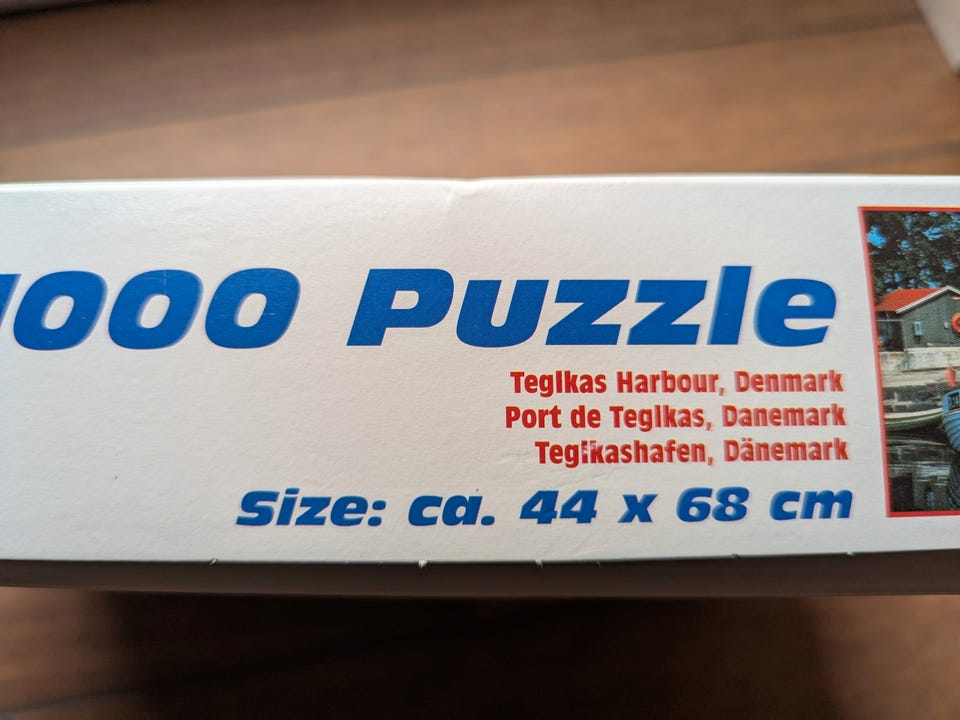 1000 Puzzle
Teglkas Harbour, Denmark
Port de Teglkas, Danemark
Teglkashafen, Dänemark
Size: ca. 44 x 68 cm